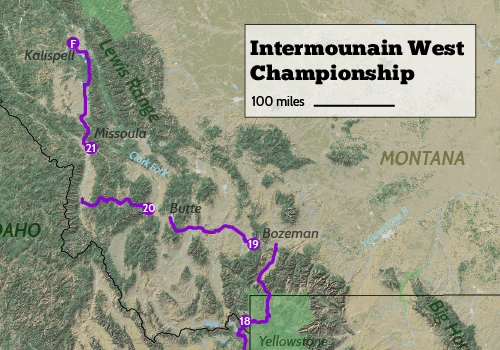 Intermounain West
Championship
100 miles
F
Kalispell
Lewis Range
Missoula
21
Clark Fork
MONTANA
DAHO
20
Butte
19
Bozeman
18
Yellowstone
Big Ho